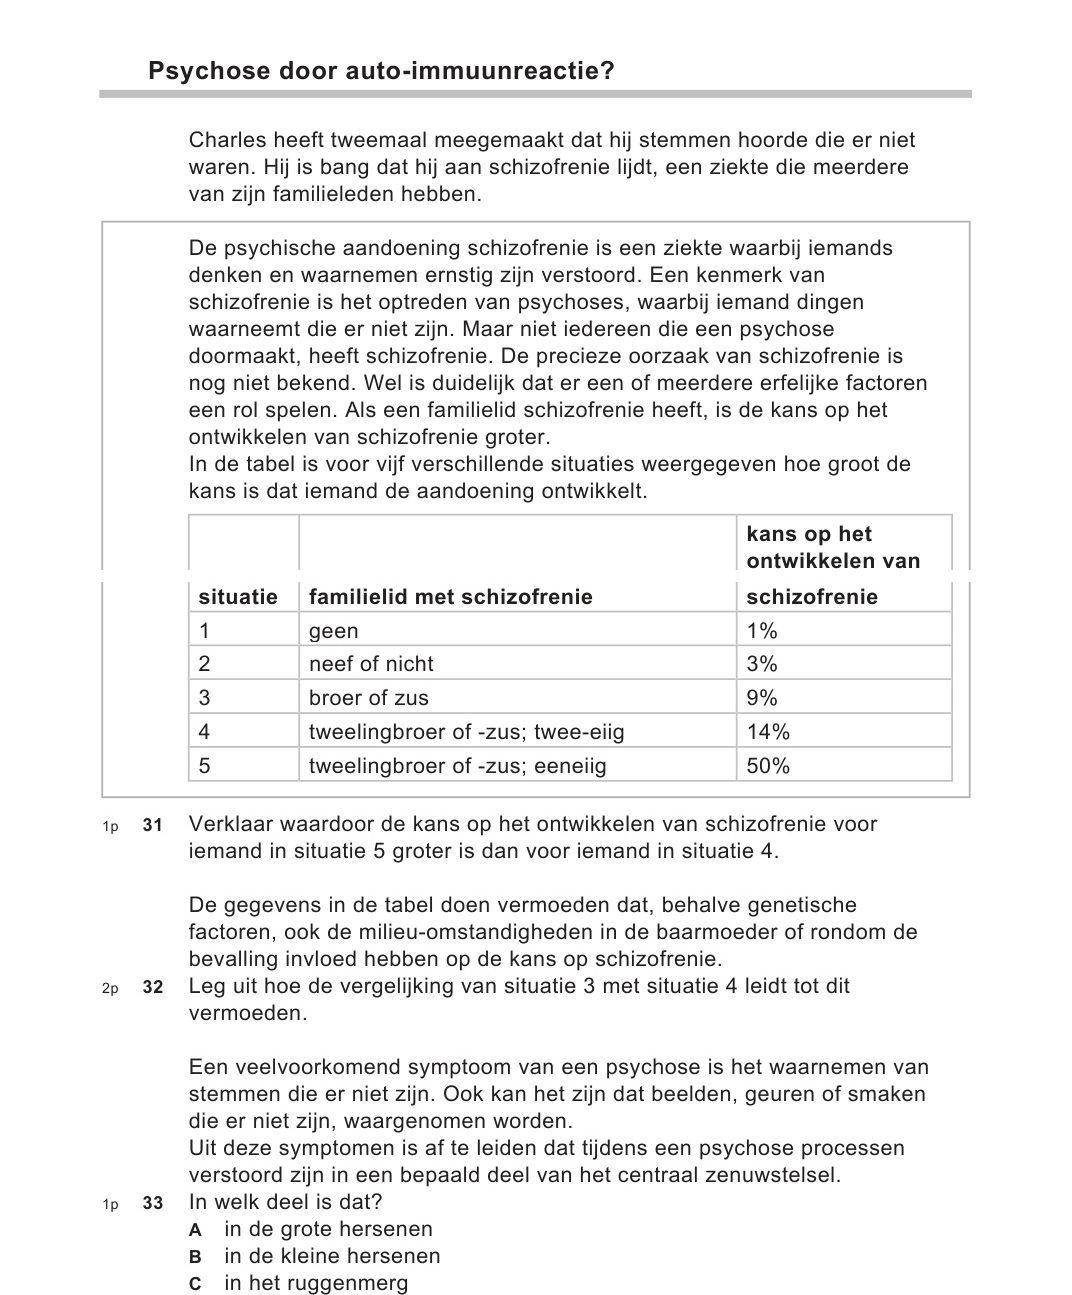 Psychose door auto-immuunreactie?
Charles heeft tweemaal meegemaakt dat hij stemmen hoorde die er niet
waren. Hij is bang dat hij aan schizofrenie lijdt, een ziekte die meerdere
van zijn familieleden hebben.
De psychische aandoening schizofrenie is een ziekte waarbij iemands
denken en waarnemen ernstig zijn verstoord. Een kenmerk van
schizofrenie is het optreden van psychoses, waarbij iemand dingen
waarneemt die er niet zijn. Maar niet iedereen die een psychose
doormaakt, heeft schizofrenie. De precieze oorzaak van schizofrenie is
nog niet bekend. Wel is duidelijk dat er een of meerdere erfelijke factoren
een rol spelen. Als een familielid schizofrenie heeft, is de kans op het
ontwikkelen van schizofrenie groter.
In de tabel is voor vijf verschillende situaties weergegeven hoe groot de
kans is dat iemand de aandoening ontwikkelt.
kans op het
ontwikkelen van
situatie familielid met schizofrenie schizofrenie
1 geen 1%
2 neef of nicht 3%
3 broer of zus 9%
4 tweelingbroer of -zus; twee-eiig 14%
5 tweelingbroer of -zus; eeneiig 50%
1p 31 Verklaar waardoor de kans op het ontwikkelen van schizofrenie voor
iemand in situatie 5 groter is dan voor iemand in situatie 4.
De gegevens in de tabel doen vermoeden dat, behalve genetische
factoren, ook de milieu-omstandigheden in de baarmoeder of rondom de
bevalling invloed hebben op de kans op schizofrenie.
2p 32 Leg uit hoe de vergelijking van situatie 3 met situatie 4 leidt tot dit
vermoeden.
Een veelvoorkomend symptoom van een psychose is het waarnemen van
stemmen die er niet zijn. Ook kan het zijn dat beelden, geuren of smaken
die er niet zijn, waargenomen worden.
Uit deze symptomen is af te leiden dat tijdens een psychose processen
verstoord zijn in een bepaald deel van het centraal zenuwstelsel.
1p 33 In welk deel is dat?
A in de grote hersenen
B in de kleine hersenen
C in het ruggenmerg